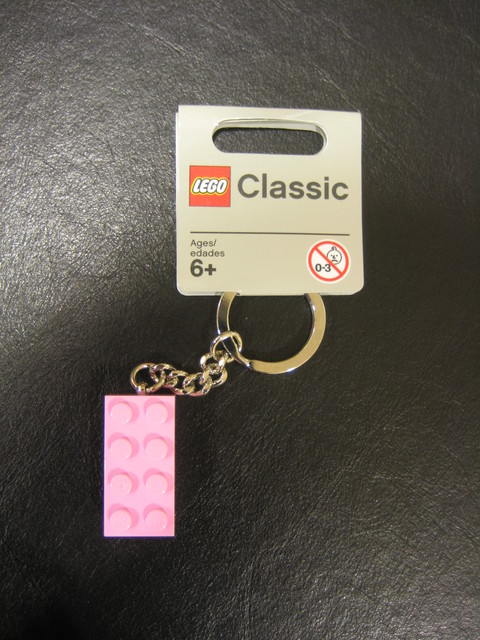 LEGO Classic
Ages/
edades
6+
0-3